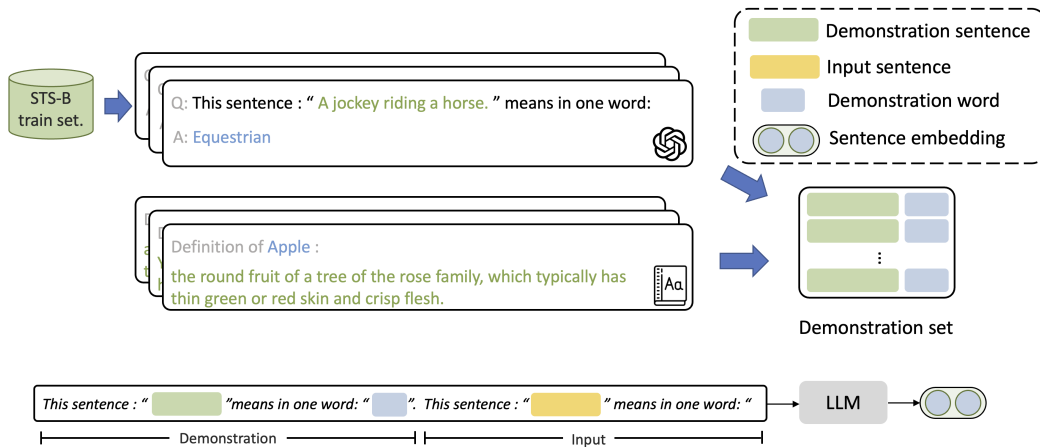 STS-B
train set.
Q: This sentence : “ A jockey riding a horse. ” means in one word:
A: Equestrian
Definition of Apple :
the round fruit of a tree of the rose family, which typically has
thin green or red skin and crisp flesh.
Aa
Demonstration sentence
Input sentence
Demonstration word
Sentence embedding
⋮
Demonstration set
This sentence : “ ”means in one word: “ ”. This sentence : “ ” means in one word: “
LLM
Demonstration
Input